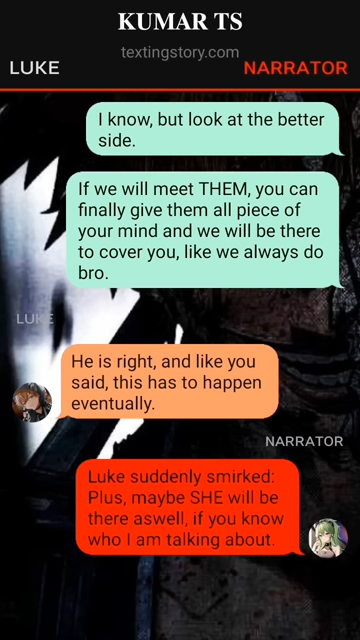 KUMAR TS
textingstory.com
LUKE
NARRATOR
I know, but look at the better
side.
If we will meet THEM, you can
finally give them all piece of
your mind and we will be there
to cover you, like we always do
bro.
LUKE
He is right, and like you
said, this has to happen
eventually.
NARRATOR
Luke suddenly smirked:
Plus, maybe SHE will be
there aswell, if you know
who I am talking about.